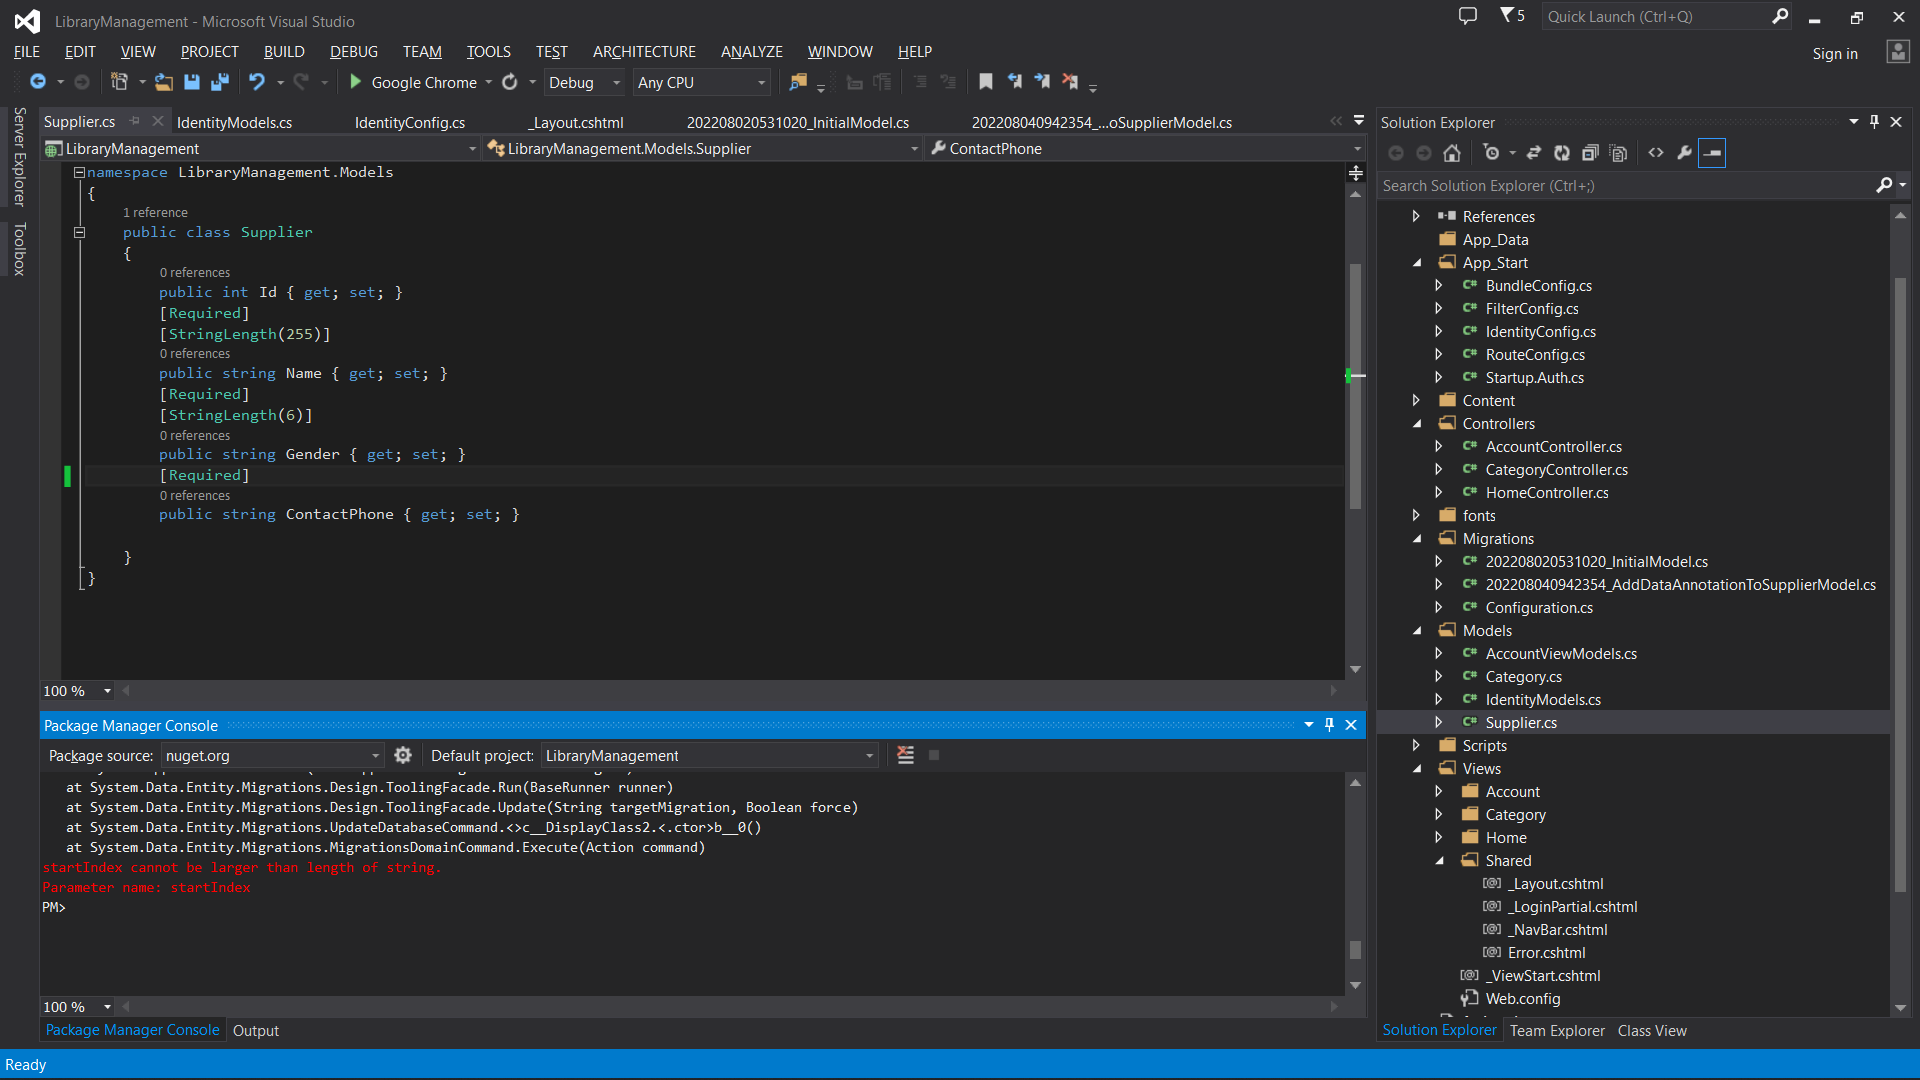 LibraryManagement - Microsoft Visual Studio
5
Quick Launch (Ctrl+Q)
FILE EDIT VIEW PROJECT BUILD DEBUG TEAM TOOLS TEST ARCHITECTURE ANALYZE WINDOW HELP
Sign in
Google Chrome Debug Any CPU
Server Explorer
Toolbox
Supplier.cs IdentityModels.cs IdentityConfig.cs _Layout.cshtml 202208020531020_InitialModel.cs 202208040942354_...oSupplierModel.cs
LibraryManagement LibraryManagement.Models.Supplier ContactPhone
namespace LibraryManagement.Models
{
1 reference
public class Supplier
{
0 references
public int Id { get; set; }
[Required]
[StringLength(255)]
0 references
public string Name { get; set; }
[Required]
[StringLength(6)]
0 references
public string Gender { get; set; }
[Required]
0 references
public string ContactPhone { get; set; }
}
}
100 %
Package Manager Console
Package source: nuget.org Default project: LibraryManagement
at System.Data.Entity.Migrations.Design.ToolingFacade.Run(BaseRunner runner)
at System.Data.Entity.Migrations.Design.ToolingFacade.Update(String targetMigration, Boolean force)
at System.Data.Entity.Migrations.UpdateDatabaseCommand.<>c__DisplayClass2.<.ctor>b__0()
at System.Data.Entity.Migrations.MigrationsDomainCommand.Execute(Action command)
startIndex cannot be larger than length of string.
Parameter name: startIndex
PM>
100 %
Package Manager Console Output
Solution Explorer
Search Solution Explorer (Ctrl+;)
References
App_Data
App_Start
C# BundleConfig.cs
C# FilterConfig.cs
C# IdentityConfig.cs
C# RouteConfig.cs
C# Startup.Auth.cs
Content
Controllers
C# AccountController.cs
C# CategoryController.cs
C# HomeController.cs
fonts
Migrations
C# 202208020531020_InitialModel.cs
C# 202208040942354_AddDataAnnotationToSupplierModel.cs
C# Configuration.cs
Models
C# AccountViewModels.cs
C# Category.cs
C# IdentityModels.cs
C# Supplier.cs
Scripts
Views
Account
Category
Home
Shared
[@] _Layout.cshtml
[@] _LoginPartial.cshtml
[@] _NavBar.cshtml
[@] Error.cshtml
[@] _ViewStart.cshtml
Web.config
Solution Explorer Team Explorer Class View
Ready